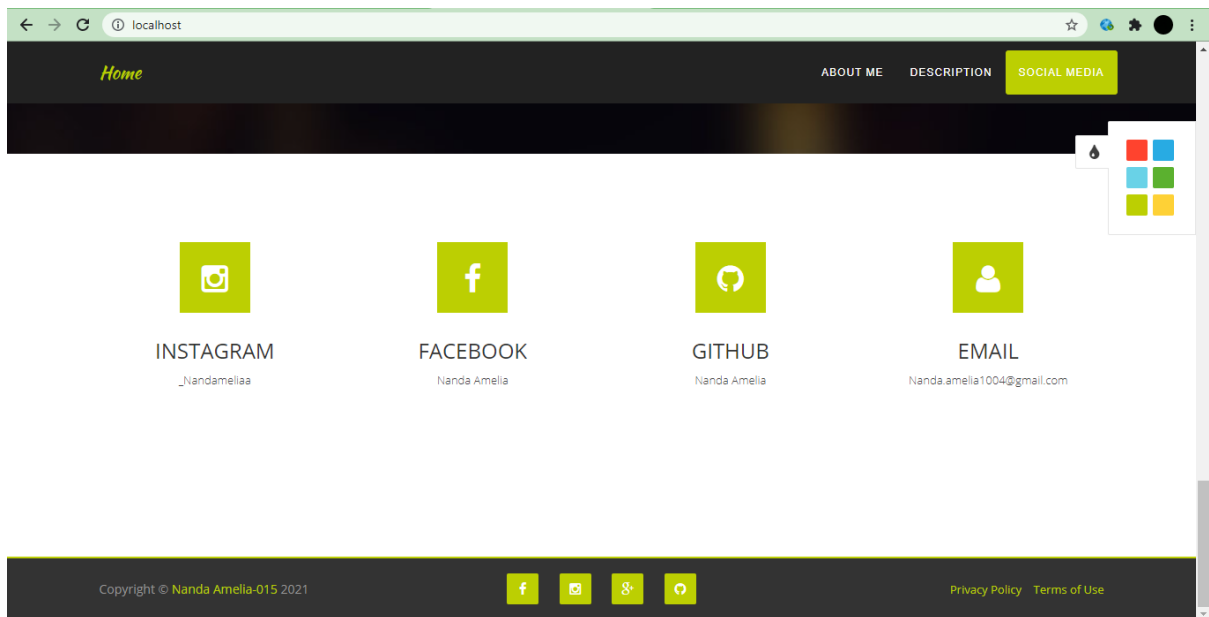 localhost
Home
ABOUT ME DESCRIPTION SOCIAL MEDIA
INSTAGRAM
_Nandameliaa
FACEBOOK
Nanda Amelia
GITHUB
Nanda Amelia
EMAIL
Nanda.amelia1004@gmail.com
Copyright © Nanda Amelia-015 2021
Privacy Policy Terms of Use